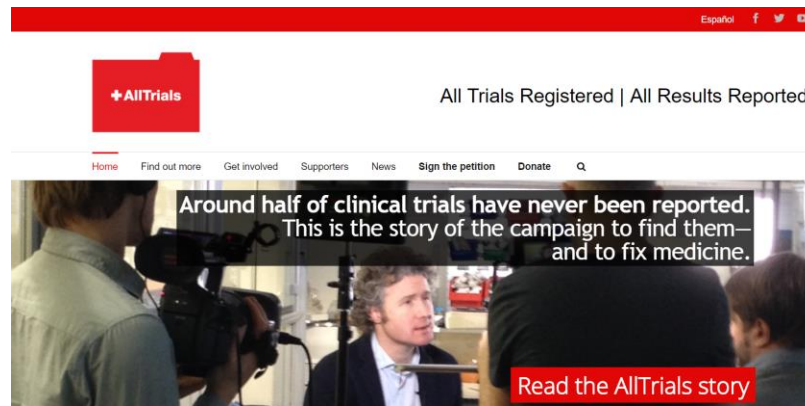 Español
+AllTrials
All Trials Registered | All Results Reported
Home Find out more Get involved Supporters News Sign the petition Donate
Around half of clinical trials have never been reported.
This is the story of the campaign to find them—
and to fix medicine.
Read the AllTrials story